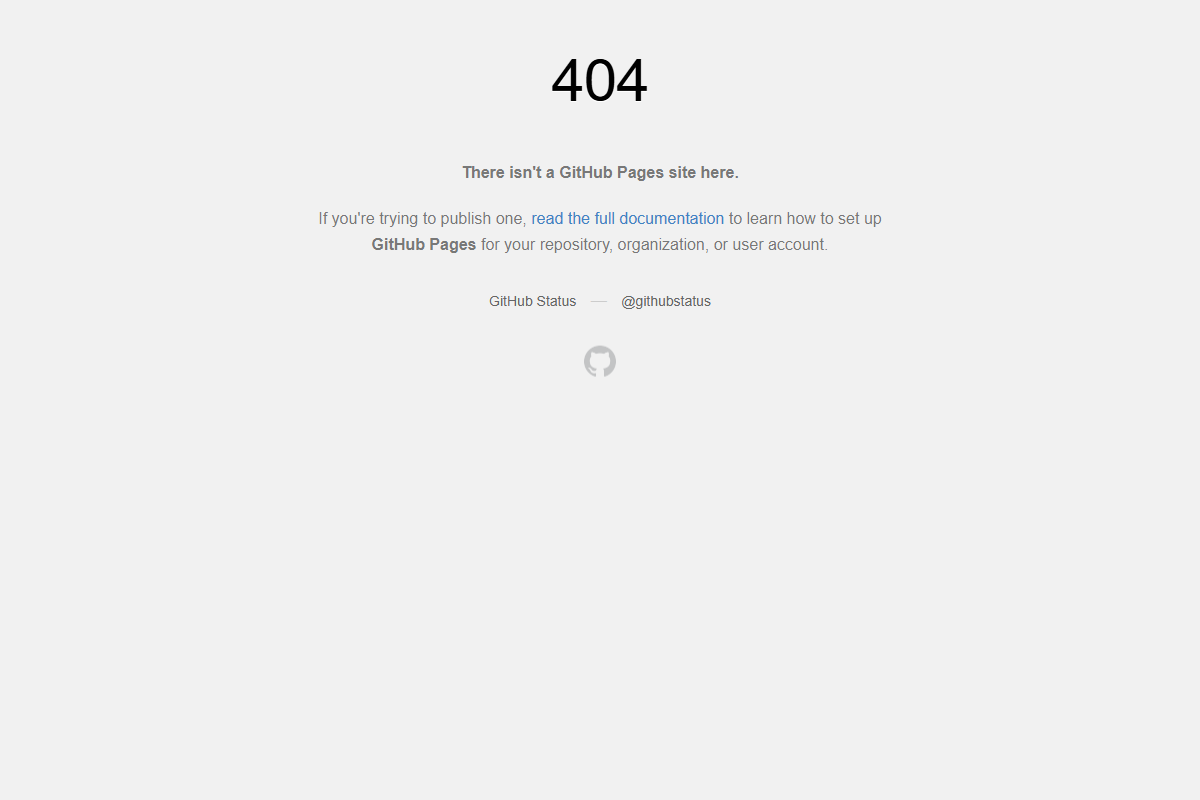 404
There isn't a GitHub Pages site here.
If you're trying to publish one, read the full documentation to learn how to set up
GitHub Pages for your repository, organization, or user account.
GitHub Status — @githubstatus